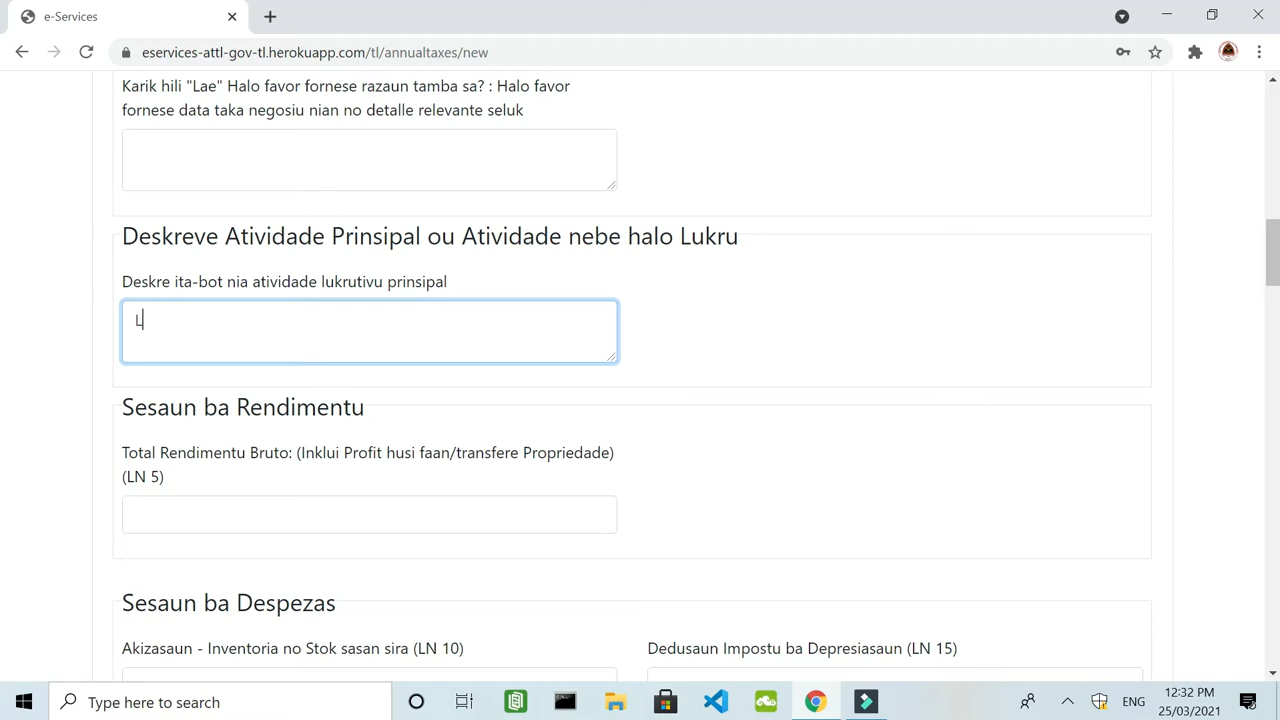 e-Services
eservices-attl-gov-tl.herokuapp.com/tl/annualtaxes/new
Karik hili "Lae" Halo favor fornese razaun tamba sa? : Halo favor
fornese data taka negosiu nian no detalle relevante seluk
Deskreve Atividade Prinsipal ou Atividade nebe halo Lukru
Deskre ita-bot nia atividade lukrutivu prinsipal
L
Sesaun ba Rendimentu
Total Rendimentu Bruto: (Inklui Profit husi faan/transfere Propriedade)
(LN 5)
Sesaun ba Despezas
Akizasaun - Inventoria no Stok sasan sira (LN 10)
Dedusaun Impostu ba Depresiasaun (LN 15)
Type here to search
ENG
12:32 PM
25/03/2021